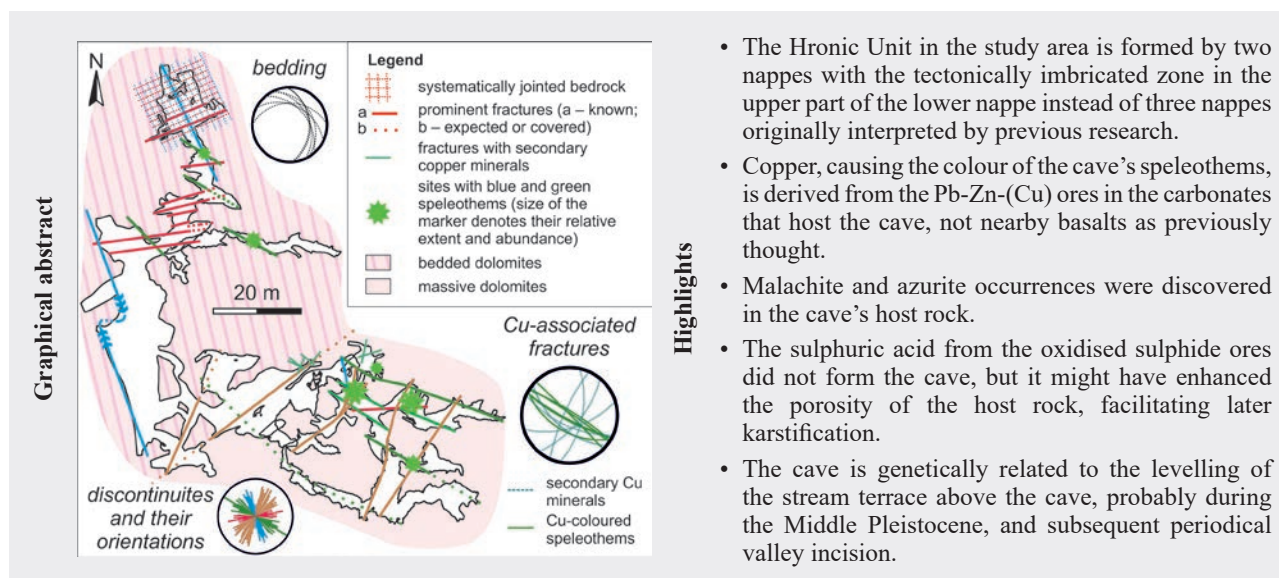 Graphical abstract
N
bedding
Legend
systematically jointed bedrock
a
prominent fractures (a – known;
b
b – expected or covered)
fractures with secondary
copper minerals
sites with blue and green
speleothems (size of the
marker denotes their relative
extent and abundance)
bedded dolomites
massive dolomites
20 m
Cu-associated
fractures
secondary Cu
minerals
Cu-coloured
speleothems
discontinuites
and their
orientations
Highlights
• The Hronic Unit in the study area is formed by two
nappes with the tectonically imbricated zone in the
upper part of the lower nappe instead of three nappes
originally interpreted by previous research.
• Copper, causing the colour of the cave’s speleothems,
is derived from the Pb-Zn-(Cu) ores in the carbonates
that host the cave, not nearby basalts as previously
thought.
• Malachite and azurite occurrences were discovered
in the cave’s host rock.
• The sulphuric acid from the oxidised sulphide ores
did not form the cave, but it might have enhanced
the porosity of the host rock, facilitating later
karstification.
• The cave is genetically related to the levelling of
the stream terrace above the cave, probably during
the Middle Pleistocene, and subsequent periodical
valley incision.